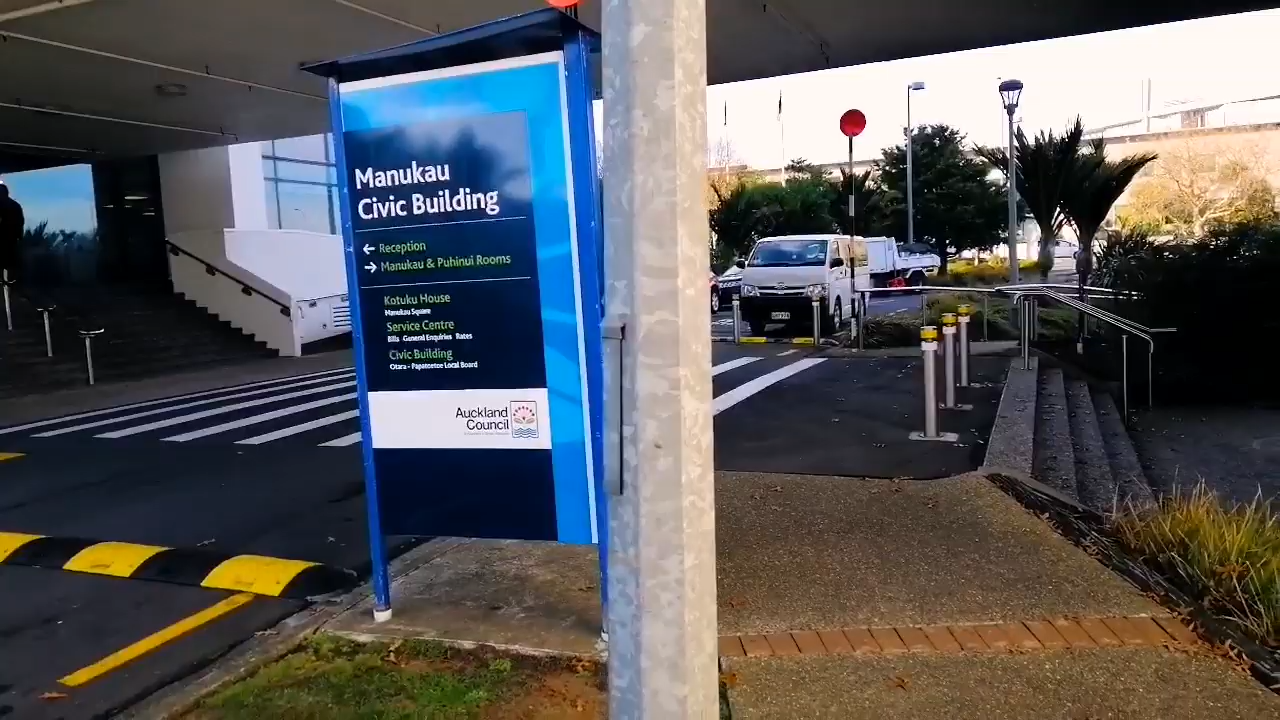 Manukau
Civic Building
← Reception
→ Manukau & Puhinui Rooms
Kotuku House
Manukau Square
Service Centre
Bills General Enquiries Rates
Civic Building
Otara - Papatoetoe Local Board
Auckland
Council